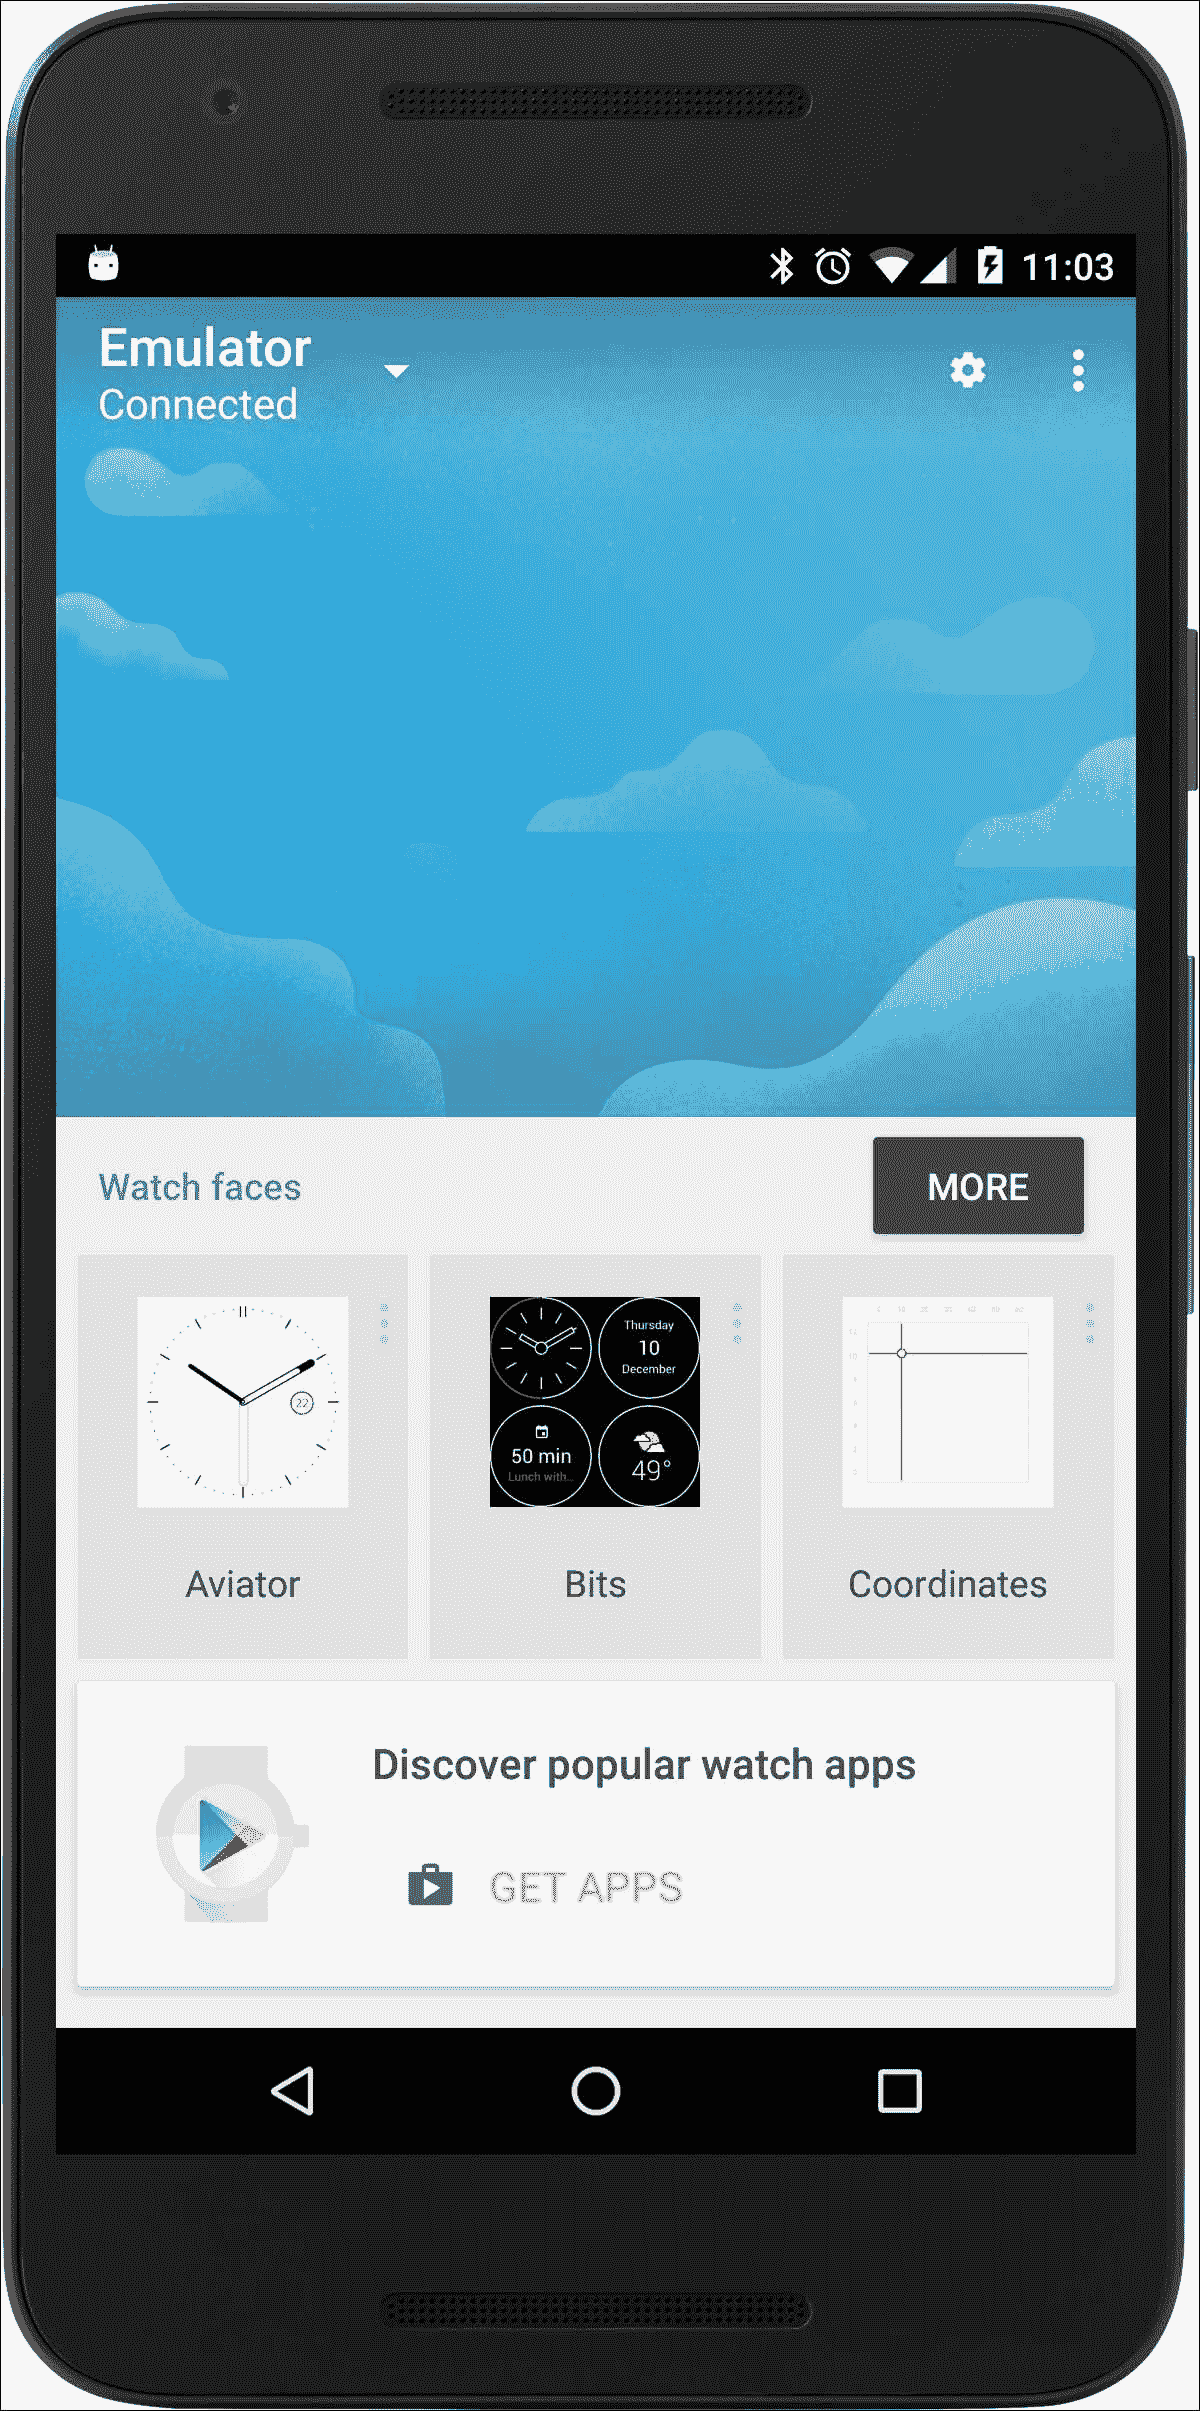 11:03
Emulator
Connected
Watch faces
MORE
22
Thursday
10
December
50 min
Lunch with...
49°
Aviator
Bits
Coordinates
Discover popular watch apps
GET APPS